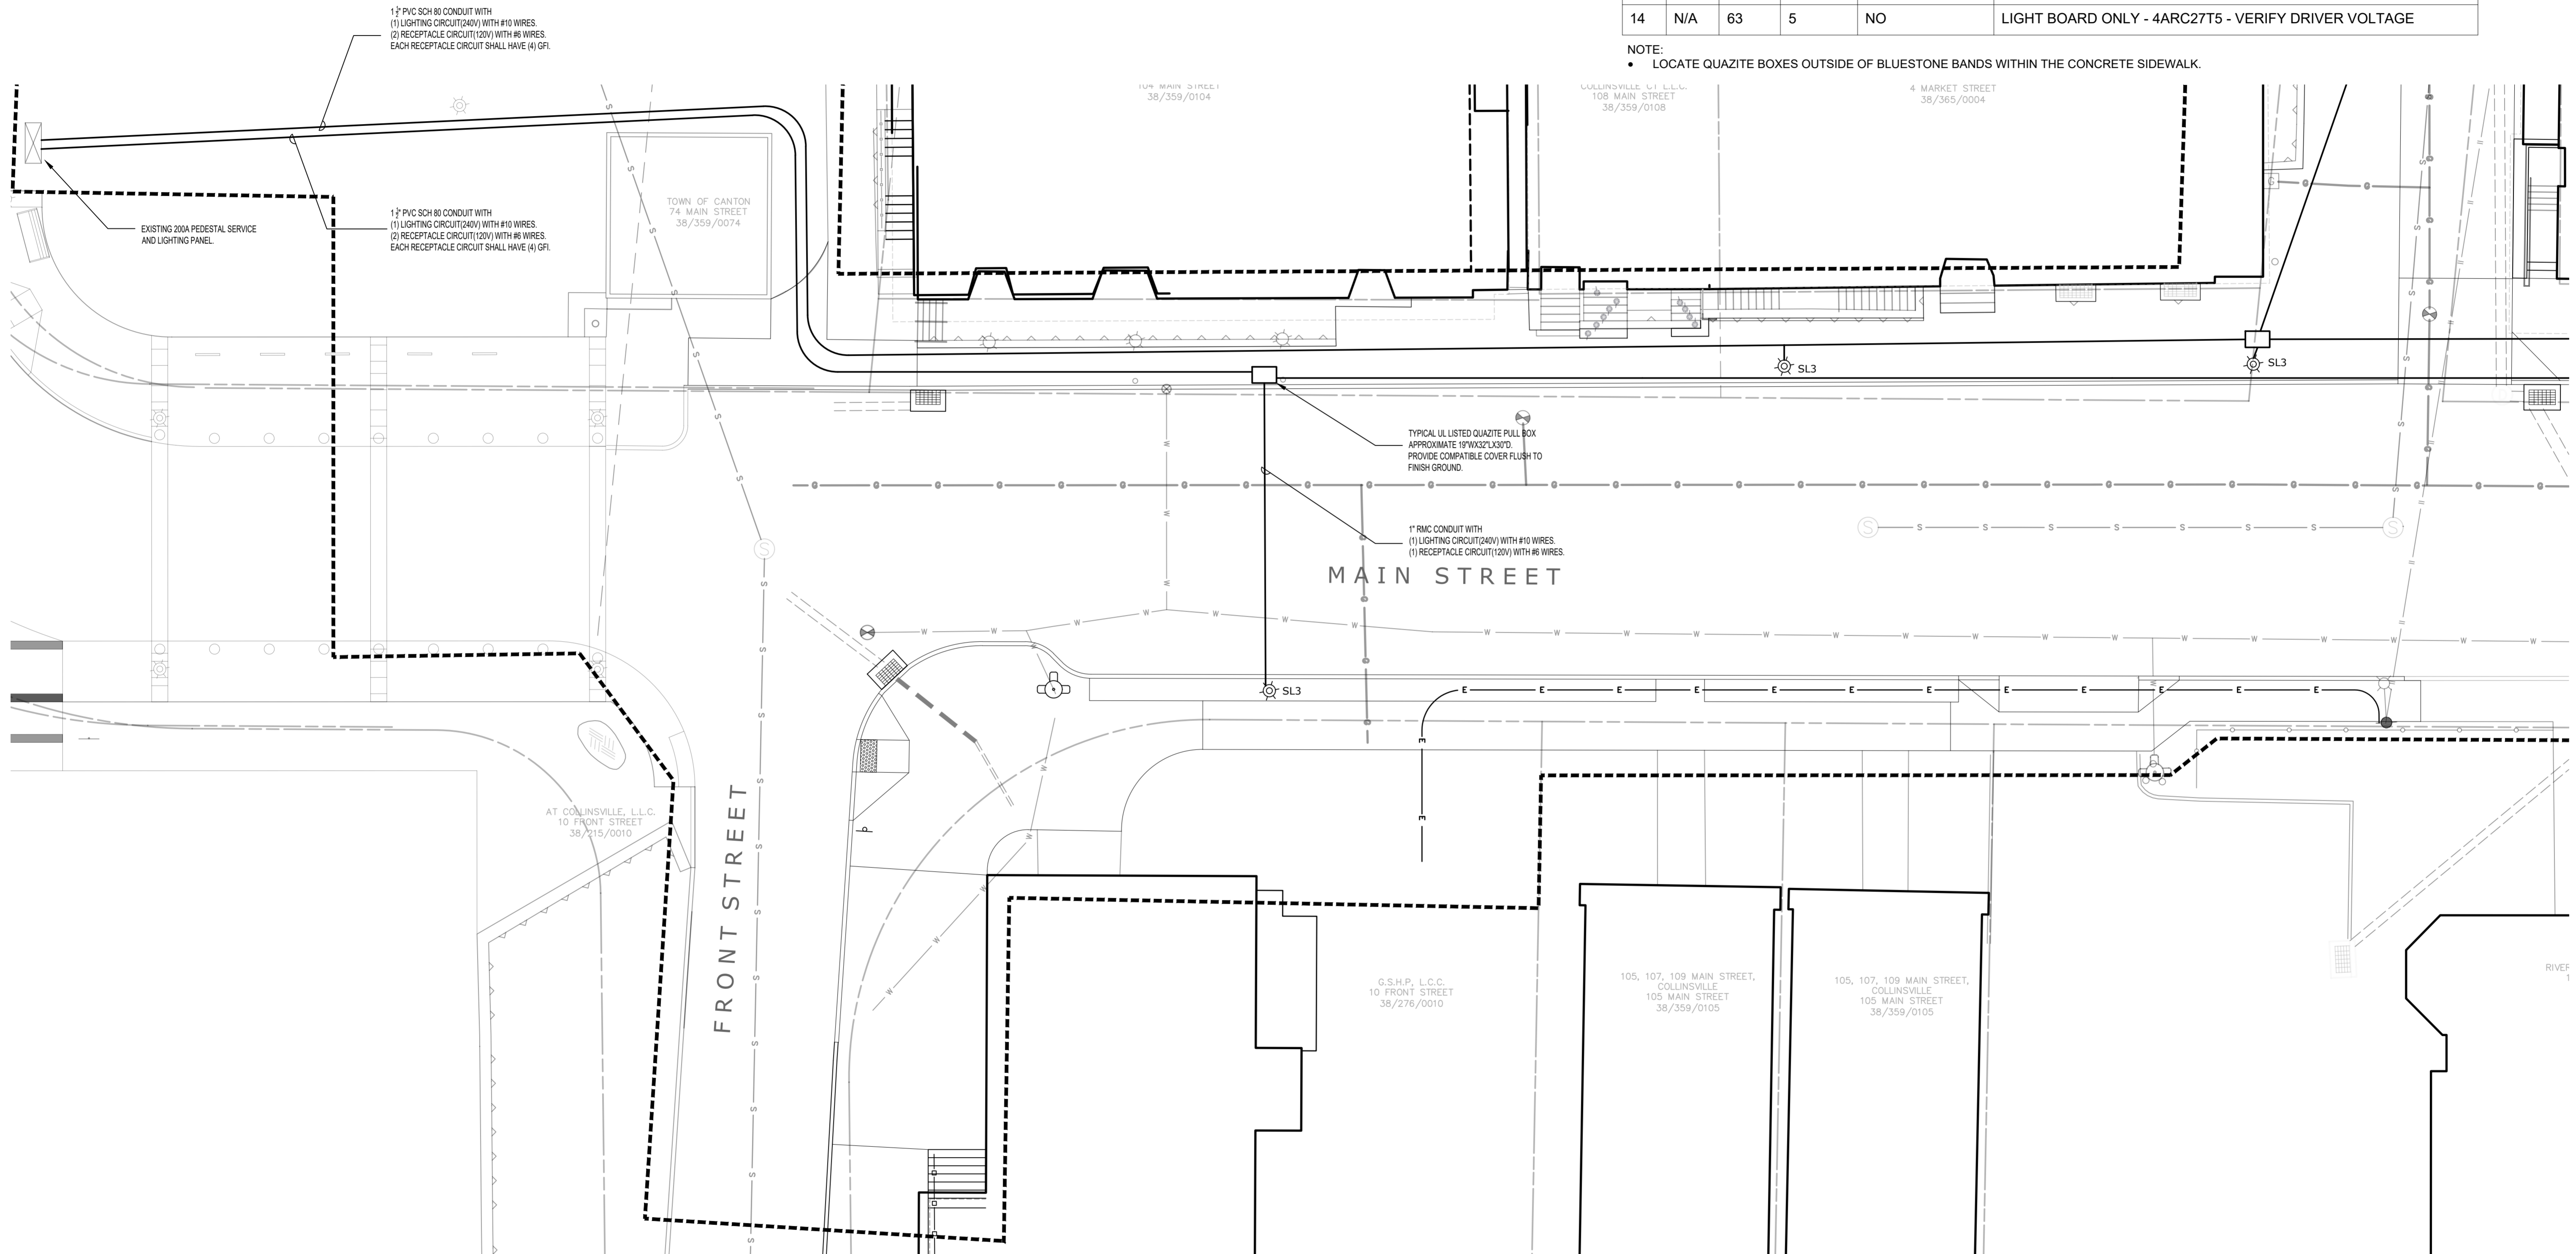 14 N/A 63 5 NO LIGHT BOARD ONLY - 4ARC27T5 - VERIFY DRIVER VOLTAGE
NOTE:
• LOCATE QUAZITE BOXES OUTSIDE OF BLUESTONE BANDS WITHIN THE CONCRETE SIDEWALK.
1 1/2" PVC SCH 80 CONDUIT WITH
(1) LIGHTING CIRCUIT(240V) WITH #10 WIRES.
(2) RECEPTACLE CIRCUIT(120V) WITH #6 WIRES.
EACH RECEPTACLE CIRCUIT SHALL HAVE (4) GFI.
104 MAIN STREET
38/359/0104
COLLINSVILLE CT L.L.C.
108 MAIN STREET
38/359/0108
4 MARKET STREET
38/365/0004
TOWN OF CANTON
74 MAIN STREET
38/359/0074
1 1/2" PVC SCH 80 CONDUIT WITH
(1) LIGHTING CIRCUIT(240V) WITH #10 WIRES.
(2) RECEPTACLE CIRCUIT(120V) WITH #6 WIRES.
EACH RECEPTACLE CIRCUIT SHALL HAVE (4) GFI.
EXISTING 200A PEDESTAL SERVICE
AND LIGHTING PANEL.
SL3
SL3
TYPICAL UL LISTED QUAZITE PULL BOX
APPROXIMATE 19"WX32"LX30"D.
PROVIDE COMPATIBLE COVER FLUSH TO
FINISH GROUND.
1" RMC CONDUIT WITH
(1) LIGHTING CIRCUIT(240V) WITH #10 WIRES.
(1) RECEPTACLE CIRCUIT(120V) WITH #6 WIRES.
MAIN STREET
SL3
AT COLLINSVILLE, L.L.C.
10 FRONT STREET
38/215/0010
FRONT STREET
G.S.H.P, L.C.C.
10 FRONT STREET
38/276/0010
105, 107, 109 MAIN STREET,
COLLINSVILLE
105 MAIN STREET
38/359/0105
105, 107, 109 MAIN STREET,
COLLINSVILLE
105 MAIN STREET
38/359/0105
RIVER